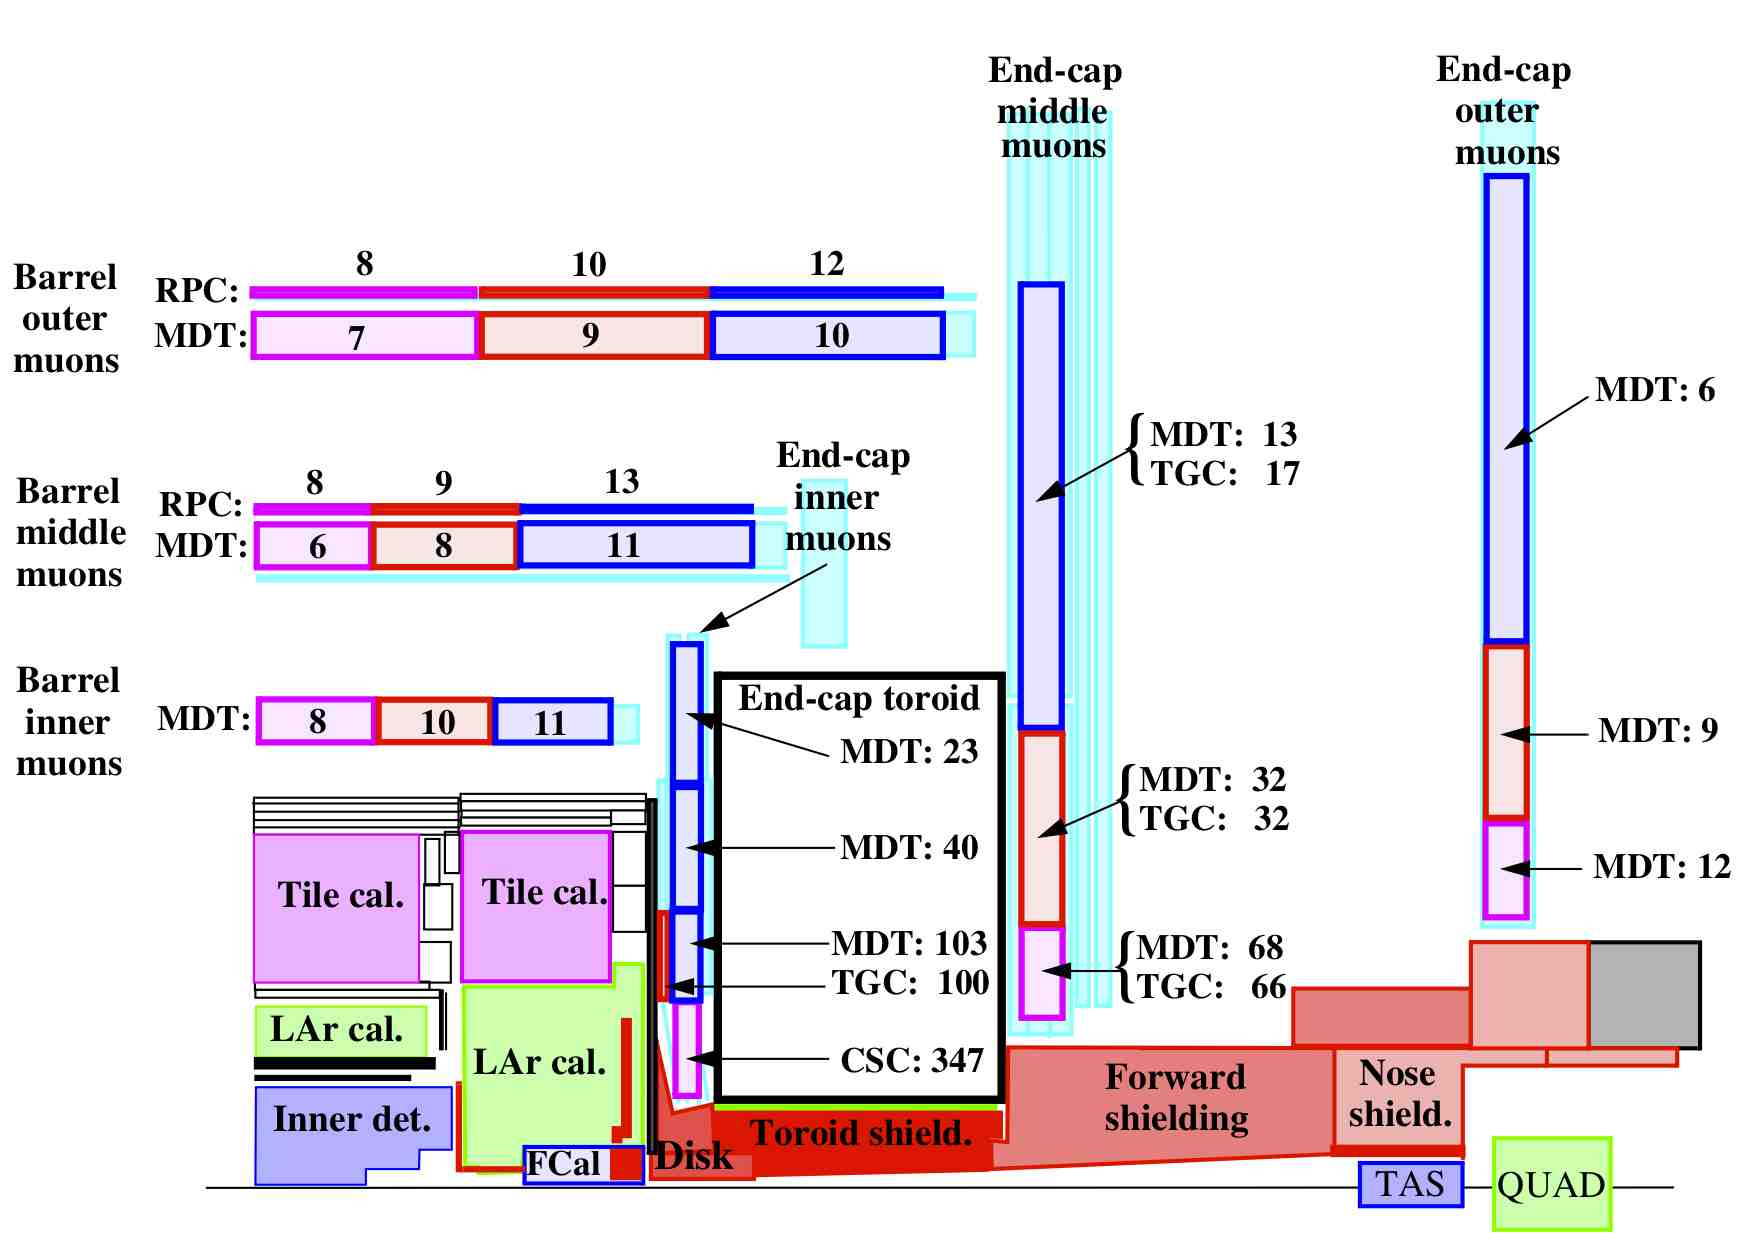 End-cap
middle
muons
End-cap
outer
muons
Barrel
outer
muons
8 10 12
RPC:
MDT: 7 9 10
MDT: 6
MDT: 13
TGC: 17
End-cap
inner
muons
Barrel
middle
muons
8 9 13
RPC:
MDT: 6 8 11
Barrel
inner
muons
MDT: 8 10 11
End-cap toroid
MDT: 23
MDT: 40
MDT: 103
TGC: 100
CSC: 347
MDT: 32
TGC: 32
MDT: 68
TGC: 66
MDT: 9
MDT: 12
Tile cal.
Tile cal.
LAr cal.
LAr cal.
Inner det.
FCal
Disk
Toroid shield.
Forward
shielding
Nose
shield.
TAS
QUAD